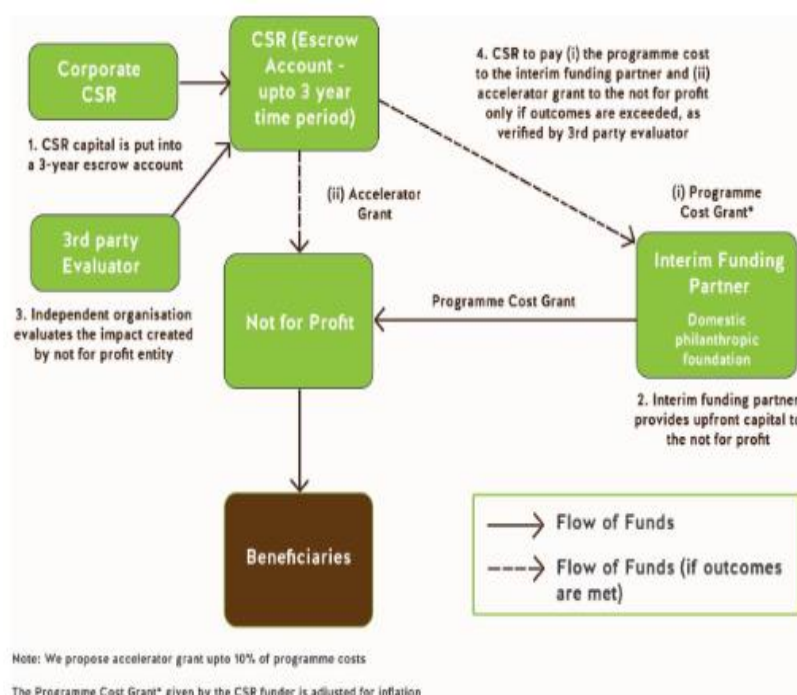 Corporate
CSR
CSR (Escrow
Account -
upto 3 year
time period)
4. CSR to pay (i) the programme cost
to the interim funding partner and (ii)
accelerator grant to the not for profit
only if outcomes are exceeded, as
verified by 3rd party evaluator
1. CSR capital is put into
a 3-year escrow account
(ii) Accelerator
Grant
(i) Programme
Cost Grant*
3rd party
Evaluator
3. Independent organisation
evaluates the impact created
by not for profit entity
Not for Profit
Programme Cost Grant
Interim Funding
Partner
Domestic
philanthropic
foundation
2. Interim funding partner
provides upfront capital to
the not for profit
Beneficiaries
Flow of Funds
Flow of Funds (if outcomes
are met)
Note: We propose accelerator grant upto 10% of programme costs
The Programme Cost Grant* given by the CSR funder is adjusted for inflation